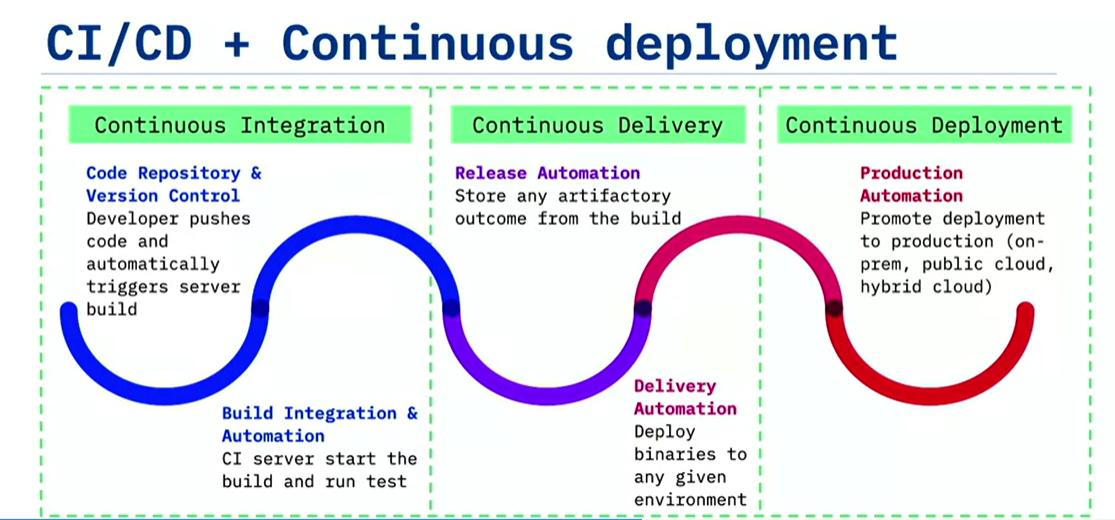 CI/CD + Continuous deployment
Continuous Integration
Code Repository &
Version Control
Developer pushes
code and
automatically
triggers server
build
Build Integration &
Automation
CI server start the
build and run test
Continuous Delivery
Release Automation
Store any artifactory
outcome from the build
Delivery
Automation
Deploy
binaries to
any given
environment
Continuous Deployment
Production
Automation
Promote deployment
to production (on-
prem, public cloud,
hybrid cloud)